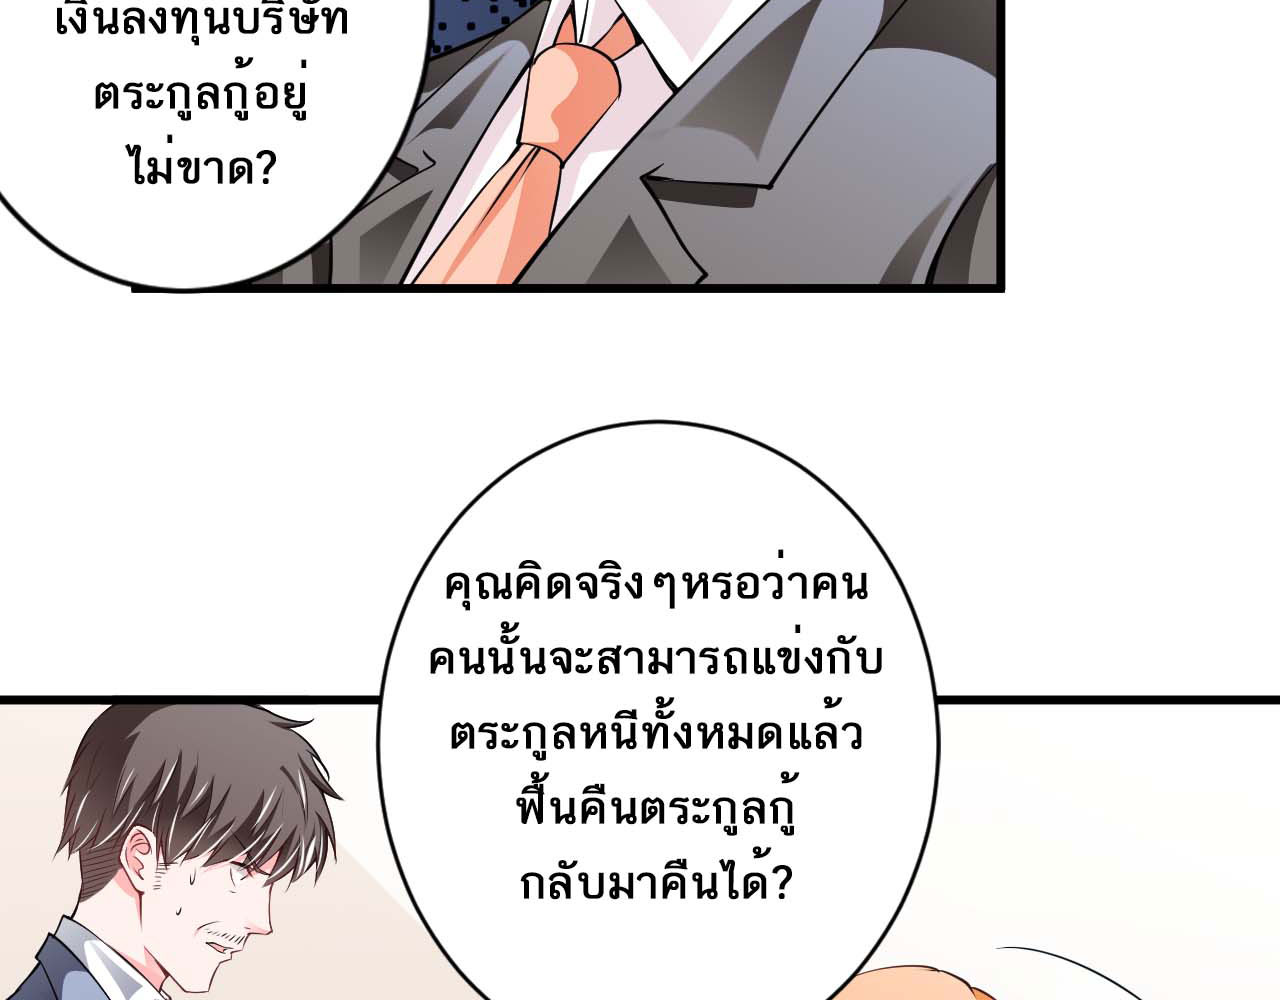 เงินลงทุนบริษัท
ตระกูลกู้อยู่
ไม่ขาด?
คุณคิดจริงๆหรอว่าคน
คนนั้นจะสามารถแข่งกับ
ตระกูลหนีทั้งหมดแล้ว
ฟื้นคืนตระกูลกู้
กลับมาคืนได้?